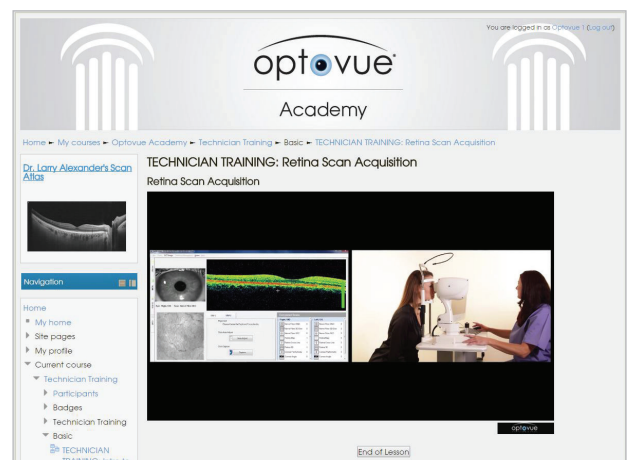 You are logged in as Optovue 1 (Log out)
optovue
Academy
Home ► My courses ► Optovue Academy ► Technician Training ► Basic ► TECHNICIAN TRAINING: Retina Scan Acquisition
Dr. Larry Alexander's Scan
Atlas
TECHNICIAN TRAINING: Retina Scan Acquisition
Retina Scan Acquisition
Navigation
Home
My home
Site pages
My profile
Current course
Technician Training
Participants
Badges
Technician Training
Basic
TECHNICIAN
optovue
End of Lesson